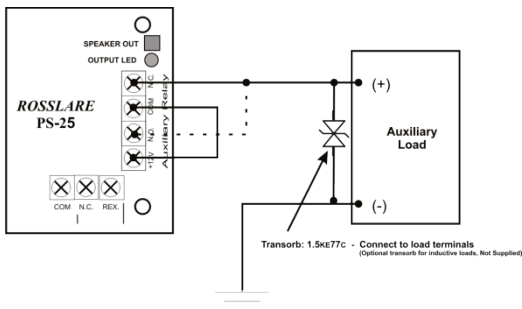 SPEAKER OUT
OUTPUT LED
N.C.
COM
N.O.
+12V
Auxiliary Relay
ROSSLARE
PS-25
COM N.C. REX.
(+)
Auxiliary
Load
(-)
Transorb: 1.5KE77C - Connect to load terminals
(Optional transorb for inductive loads, Not Supplied)